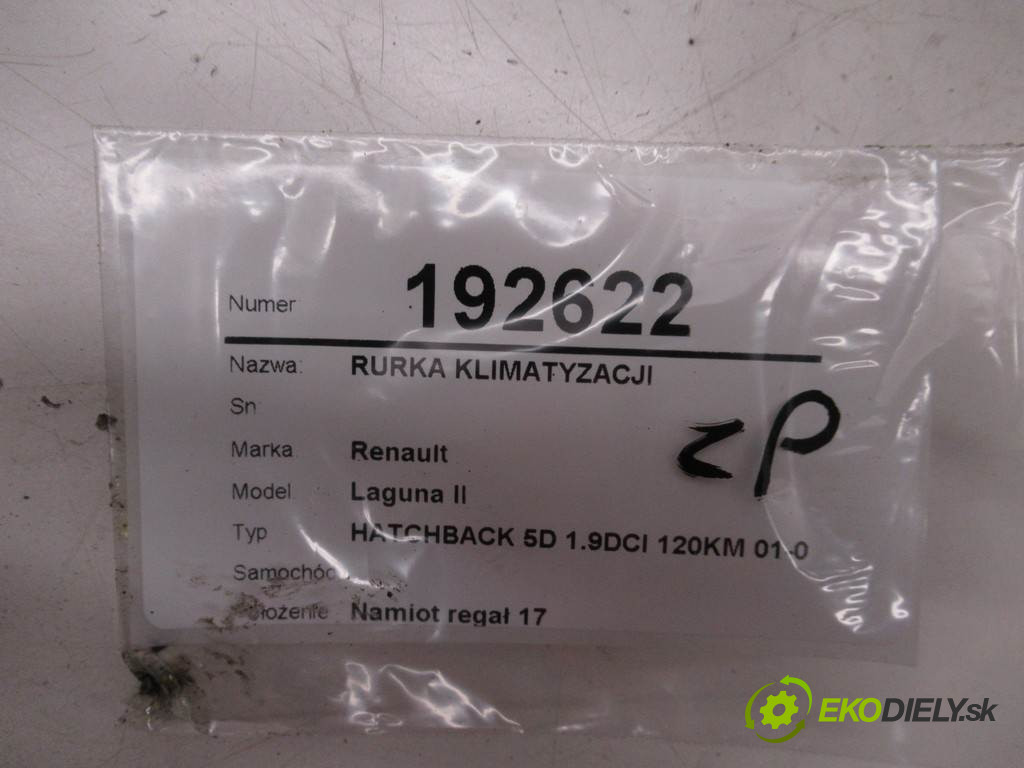 Numer 192622
Nazwa: RURKA KLIMATYZACJI
Sn
Marka Renault
Model Laguna II
Typ HATCHBACK 5D 1.9DCI 120KM 01-0
Namiot regał 17
EKODIELY.sk